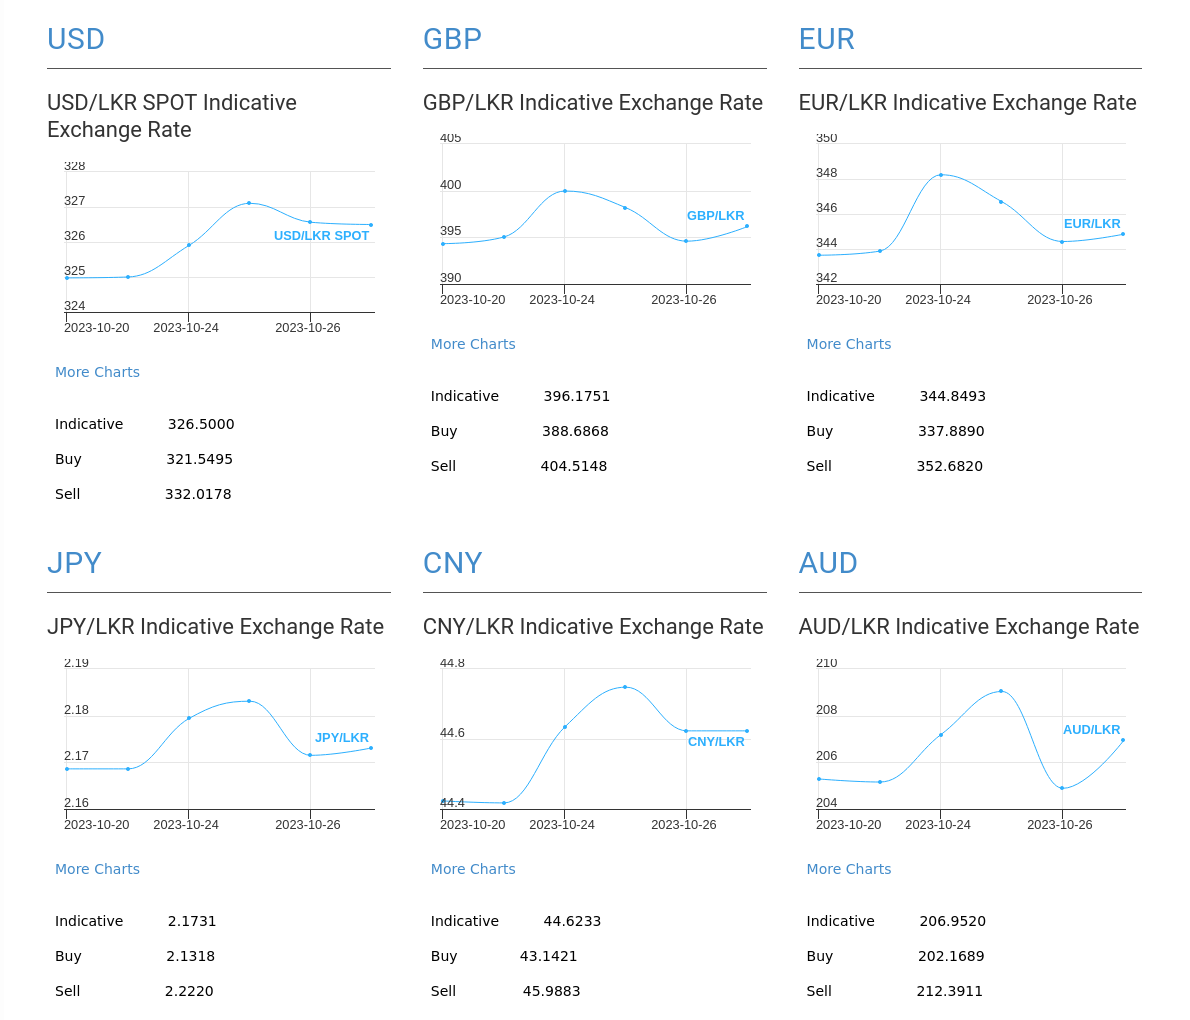 USD
USD/LKR SPOT Indicative
Exchange Rate
328
327
326
325
324
USD/LKR SPOT
2023-10-20 2023-10-24 2023-10-26
More Charts
Indicative 326.5000
Buy 321.5495
Sell 332.0178
GBP
GBP/LKR Indicative Exchange Rate
405
400
395
390
GBP/LKR
2023-10-20 2023-10-24 2023-10-26
More Charts
Indicative 396.1751
Buy 388.6868
Sell 404.5148
EUR
EUR/LKR Indicative Exchange Rate
350
348
346
344
342
EUR/LKR
2023-10-20 2023-10-24 2023-10-26
More Charts
Indicative 344.8493
Buy 337.8890
Sell 352.6820
JPY
JPY/LKR Indicative Exchange Rate
2.19
2.18
2.17
2.16
JPY/LKR
2023-10-20 2023-10-24 2023-10-26
More Charts
Indicative 2.1731
Buy 2.1318
Sell 2.2220
CNY
CNY/LKR Indicative Exchange Rate
44.8
44.6
44.4
CNY/LKR
2023-10-20 2023-10-24 2023-10-26
More Charts
Indicative 44.6233
Buy 43.1421
Sell 45.9883
AUD
AUD/LKR Indicative Exchange Rate
210
208
206
204
AUD/LKR
2023-10-20 2023-10-24 2023-10-26
More Charts
Indicative 206.9520
Buy 202.1689
Sell 212.3911